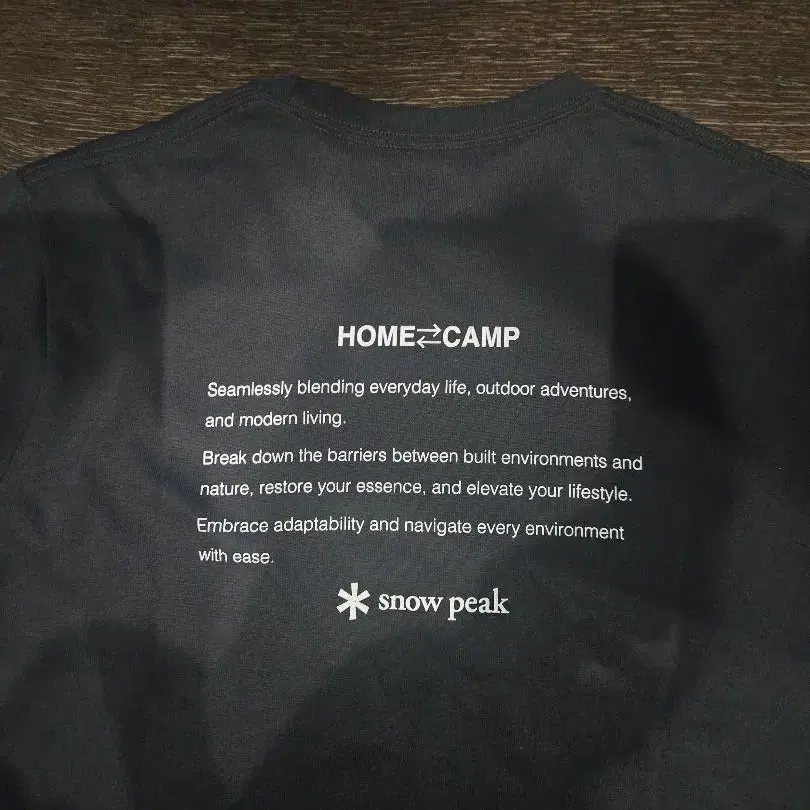 HOME⇄CAMP
Seamlessly blending everyday life, outdoor adventures,
and modern living.
Break down the barriers between built environments and
nature, restore your essence, and elevate your lifestyle.
Embrace adaptability and navigate every environment
with ease.
snow peak